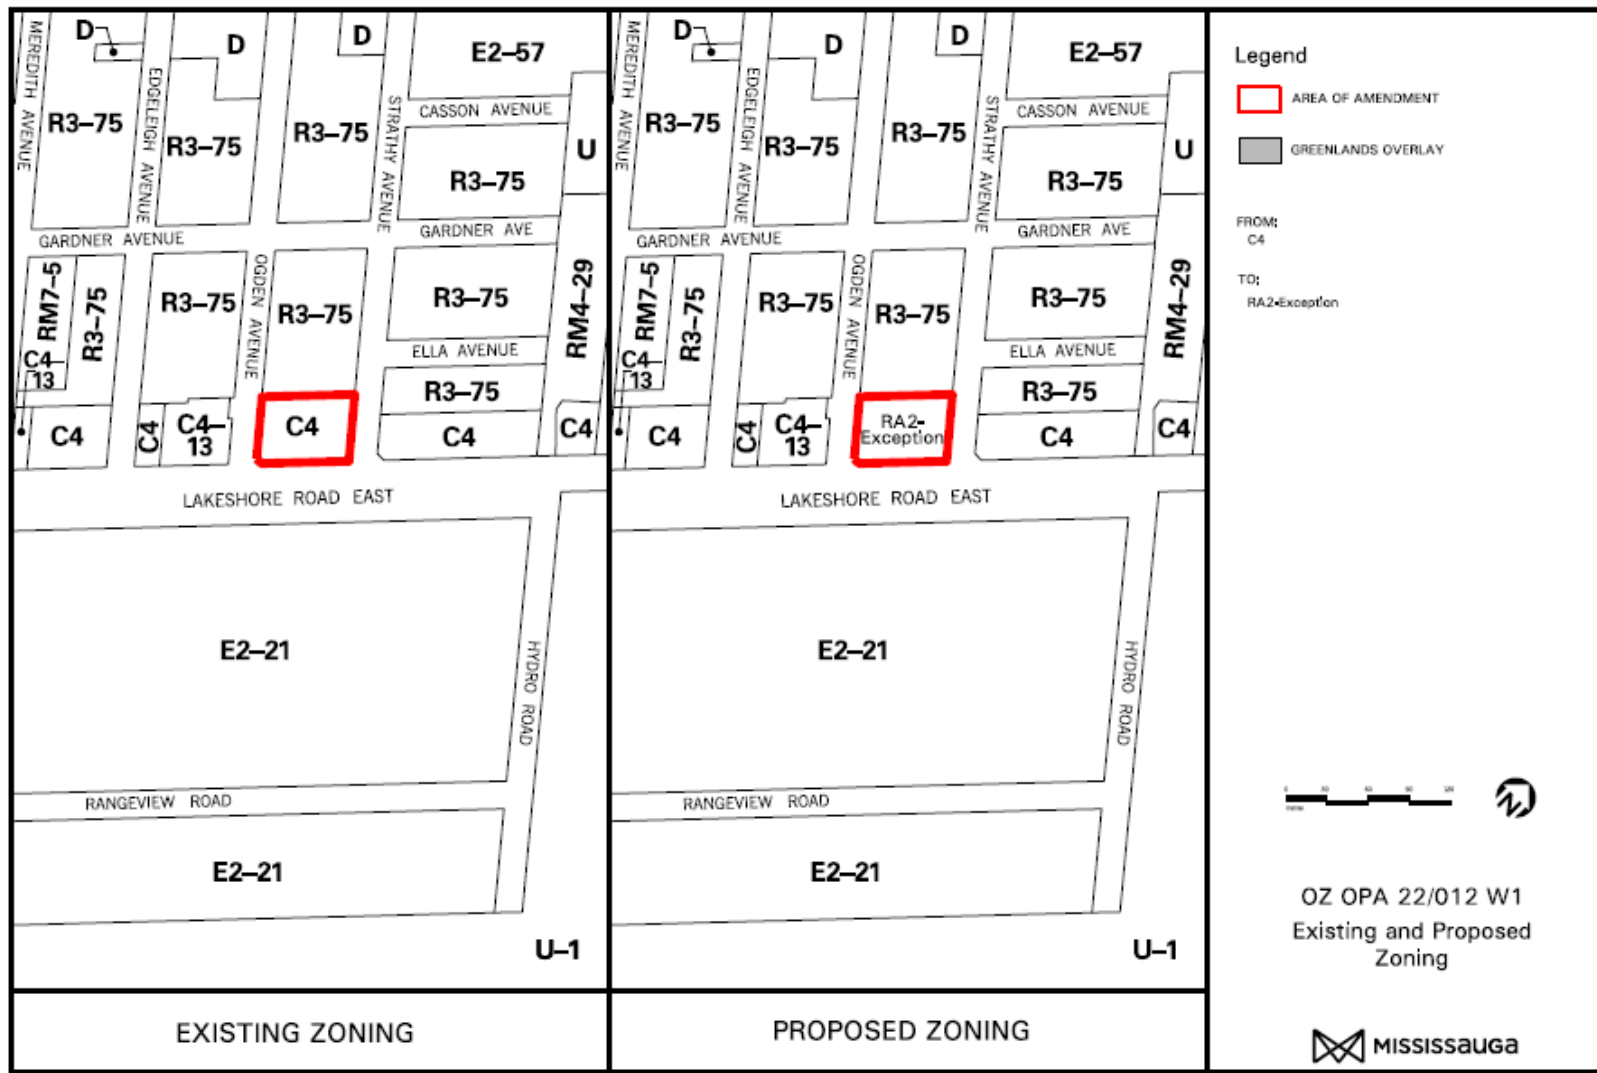 D
D
D
E2–57
MEREDITH AVENUE
EDGELEIGH AVENUE
STRATHY AVENUE
CASSON AVENUE
R3–75
R3–75
R3–75
U
R3–75
GARDNER AVENUE
GARDNER AVE
RM7–5
R3–75
R3–75
OGDEN AVENUE
R3–75
R3–75
RM4–29
ELLA AVENUE
C4–
13
R3–75
C4
C4
C4–
13
C4
C4
C4
LAKESHORE ROAD EAST
E2–21
HYDRO ROAD
RANGEVIEW ROAD
E2–21
U–1
EXISTING ZONING
D
D
D
E2–57
MEREDITH AVENUE
EDGELEIGH AVENUE
STRATHY AVENUE
CASSON AVENUE
R3–75
R3–75
R3–75
U
R3–75
GARDNER AVENUE
GARDNER AVE
RM7–5
R3–75
R3–75
OGDEN AVENUE
R3–75
R3–75
RM4–29
ELLA AVENUE
C4–
13
R3–75
C4
C4
C4–
13
RA2-
Exception
C4
C4
LAKESHORE ROAD EAST
E2–21
HYDRO ROAD
RANGEVIEW ROAD
E2–21
U–1
PROPOSED ZONING
Legend
AREA OF AMENDMENT
GREENLANDS OVERLAY
FROM:
C4
TO:
RA2-Exception
0 30 60 90 120
Z
OZ OPA 22/012 W1
Existing and Proposed
Zoning
MISSISSAUGA